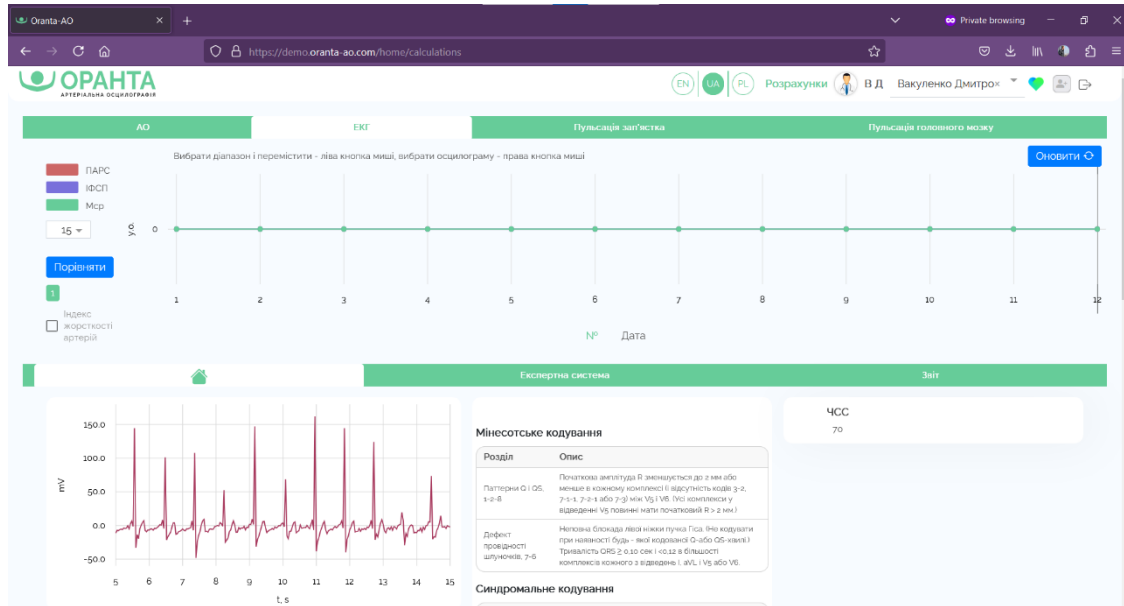 Oranta-AO
Private browsing
https://demo.oranta-ao.com/home/calculations
ОРАНТА
АРТЕРІАЛЬНА ОСЦИЛОГРАФІЯ
EN UA PL Розрахунки В Д Вакуленко Дмитро×
АО ЕКГ Пульсація зап'ястка Пульсація головного мозку
Вибрати діапазон і перемістити - ліва кнопка миші, вибрати осцилограму - права кнопка миші
Оновити
ПАРС
ІФСП
Мср
15
у.о. 0
Порівняти
1
Індекс
жорсткості
артерій
1 2 3 4 5 6 7 8 9 10 11 12
№ Дата
Експертна система Звіт
mV
150.0
100.0
50.0
0.0
-50.0
5 6 7 8 9 10 11 12 13 14 15
t, s
Мінесотське кодування
Розділ Опис
Паттерни Q і QS,
1-2-8
Початкова амплітуда R зменшується до 2 мм або
менше в кожному комплексі (і відсутність кодів 3-2,
7-1-1, 7-2-1 або 7-3) між V5 і V6. (Усі комплекси у
відведенні V5 повинні мати початковий R > 2 мм.)
Дефект
провідності
шлуночків, 7-6
Неповна блокада лівої ніжки пучка Гіса. (Не кодувати
при наявності будь - якої кодованої Q-або QS-хвилі.)
Тривалість QRS ≥ 0.10 сек і <0.12 в більшості
комплексів кожного з відведень I, aVL, і V5 або V6.
Синдромальне кодування
ЧСС
70